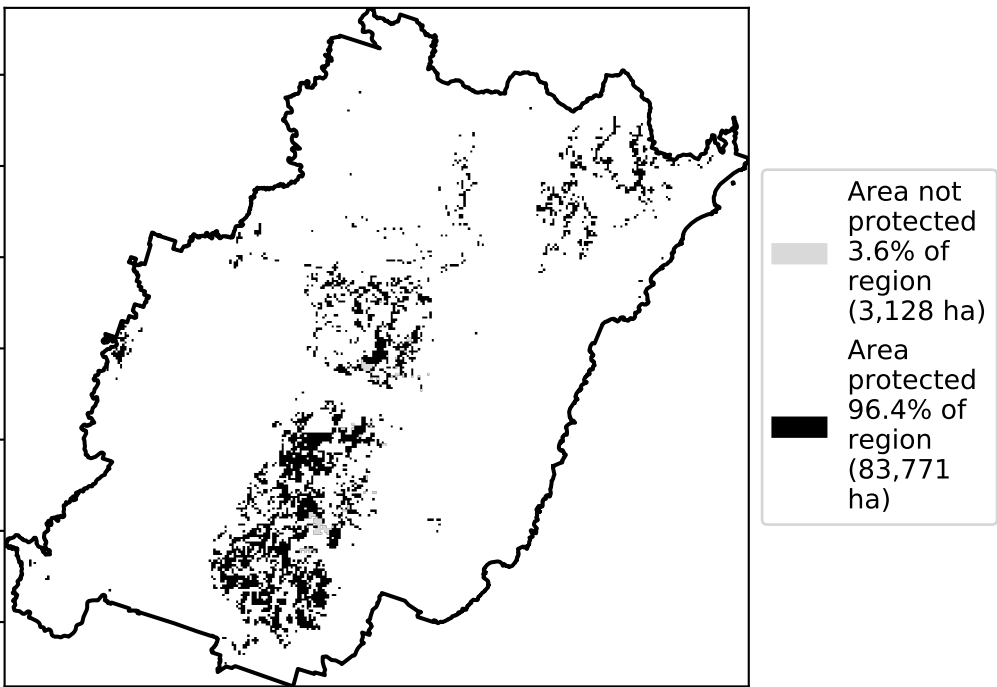 Area not
protected
3.6% of
region
(3,128 ha)
Area
protected
96.4% of
region
(83,771
ha)